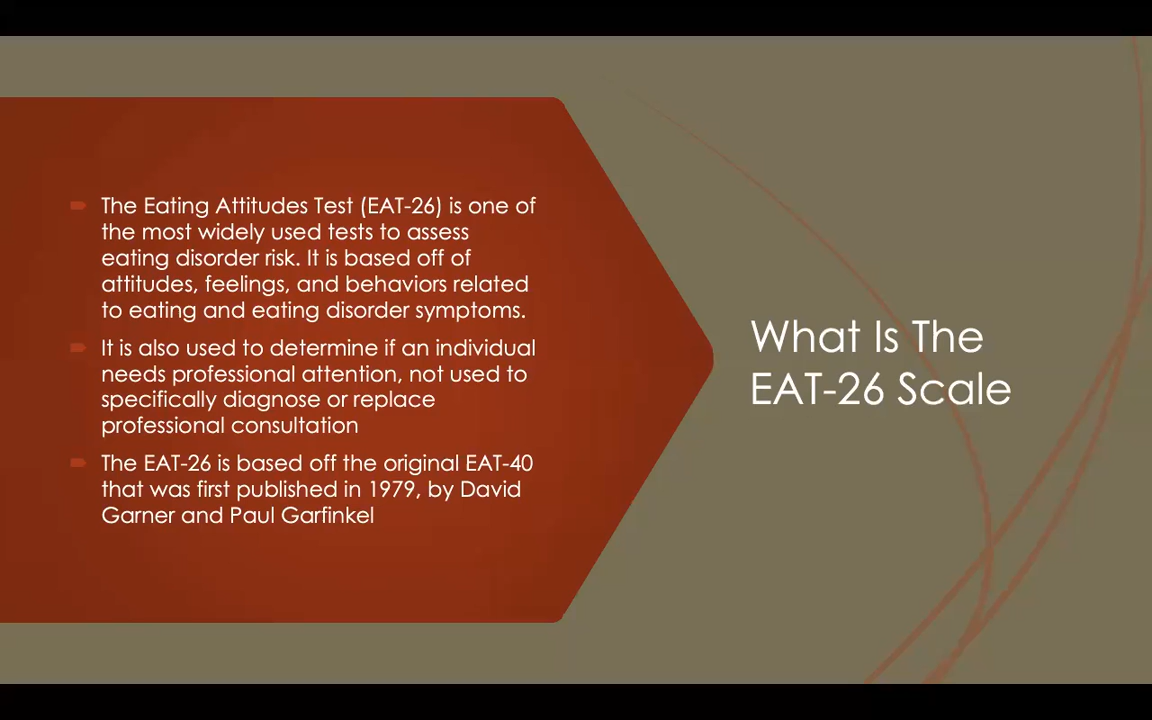 The Eating Attitudes Test (EAT-26) is one of
the most widely used tests to assess
eating disorder risk. It is based off of
attitudes, feelings, and behaviors related
to eating and eating disorder symptoms.
It is also used to determine if an individual
needs professional attention, not used to
specifically diagnose or replace
professional consultation
The EAT-26 is based off the original EAT-40
that was first published in 1979, by David
Garner and Paul Garfinkel
What Is The
EAT-26 Scale